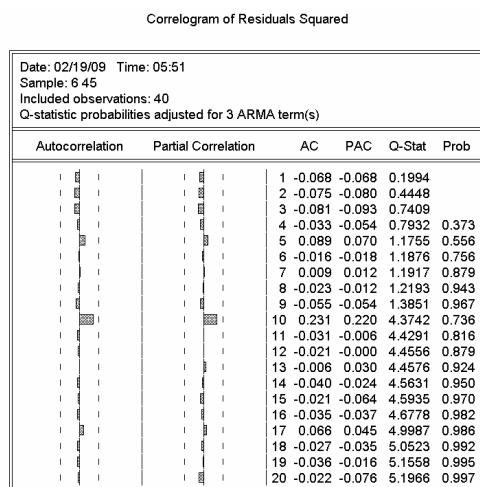 Correlogram of Residuals Squared
Date: 02/19/09 Time: 05:51
Sample: 6 45
Included observations: 40
Q-statistic probabilities adjusted for 3 ARMA term(s)
Autocorrelation Partial Correlation AC PAC Q-Stat Prob
1 -0.068 -0.068 0.1994
2 -0.075 -0.080 0.4448
3 -0.081 -0.093 0.7409
4 -0.033 -0.054 0.7932 0.373
5 0.089 0.070 1.1755 0.556
6 -0.016 -0.018 1.1876 0.756
7 0.009 0.012 1.1917 0.879
8 -0.023 -0.012 1.2193 0.943
9 -0.055 -0.054 1.3851 0.967
10 0.231 0.220 4.3742 0.736
11 -0.031 -0.006 4.4291 0.816
12 -0.021 -0.000 4.4556 0.879
13 -0.006 0.030 4.4576 0.924
14 -0.040 -0.024 4.5631 0.950
15 -0.021 -0.064 4.5935 0.970
16 -0.035 -0.037 4.6778 0.982
17 0.066 0.045 4.9987 0.986
18 -0.027 -0.035 5.0523 0.992
19 -0.036 -0.016 5.1558 0.995
20 -0.022 -0.076 5.1966 0.997